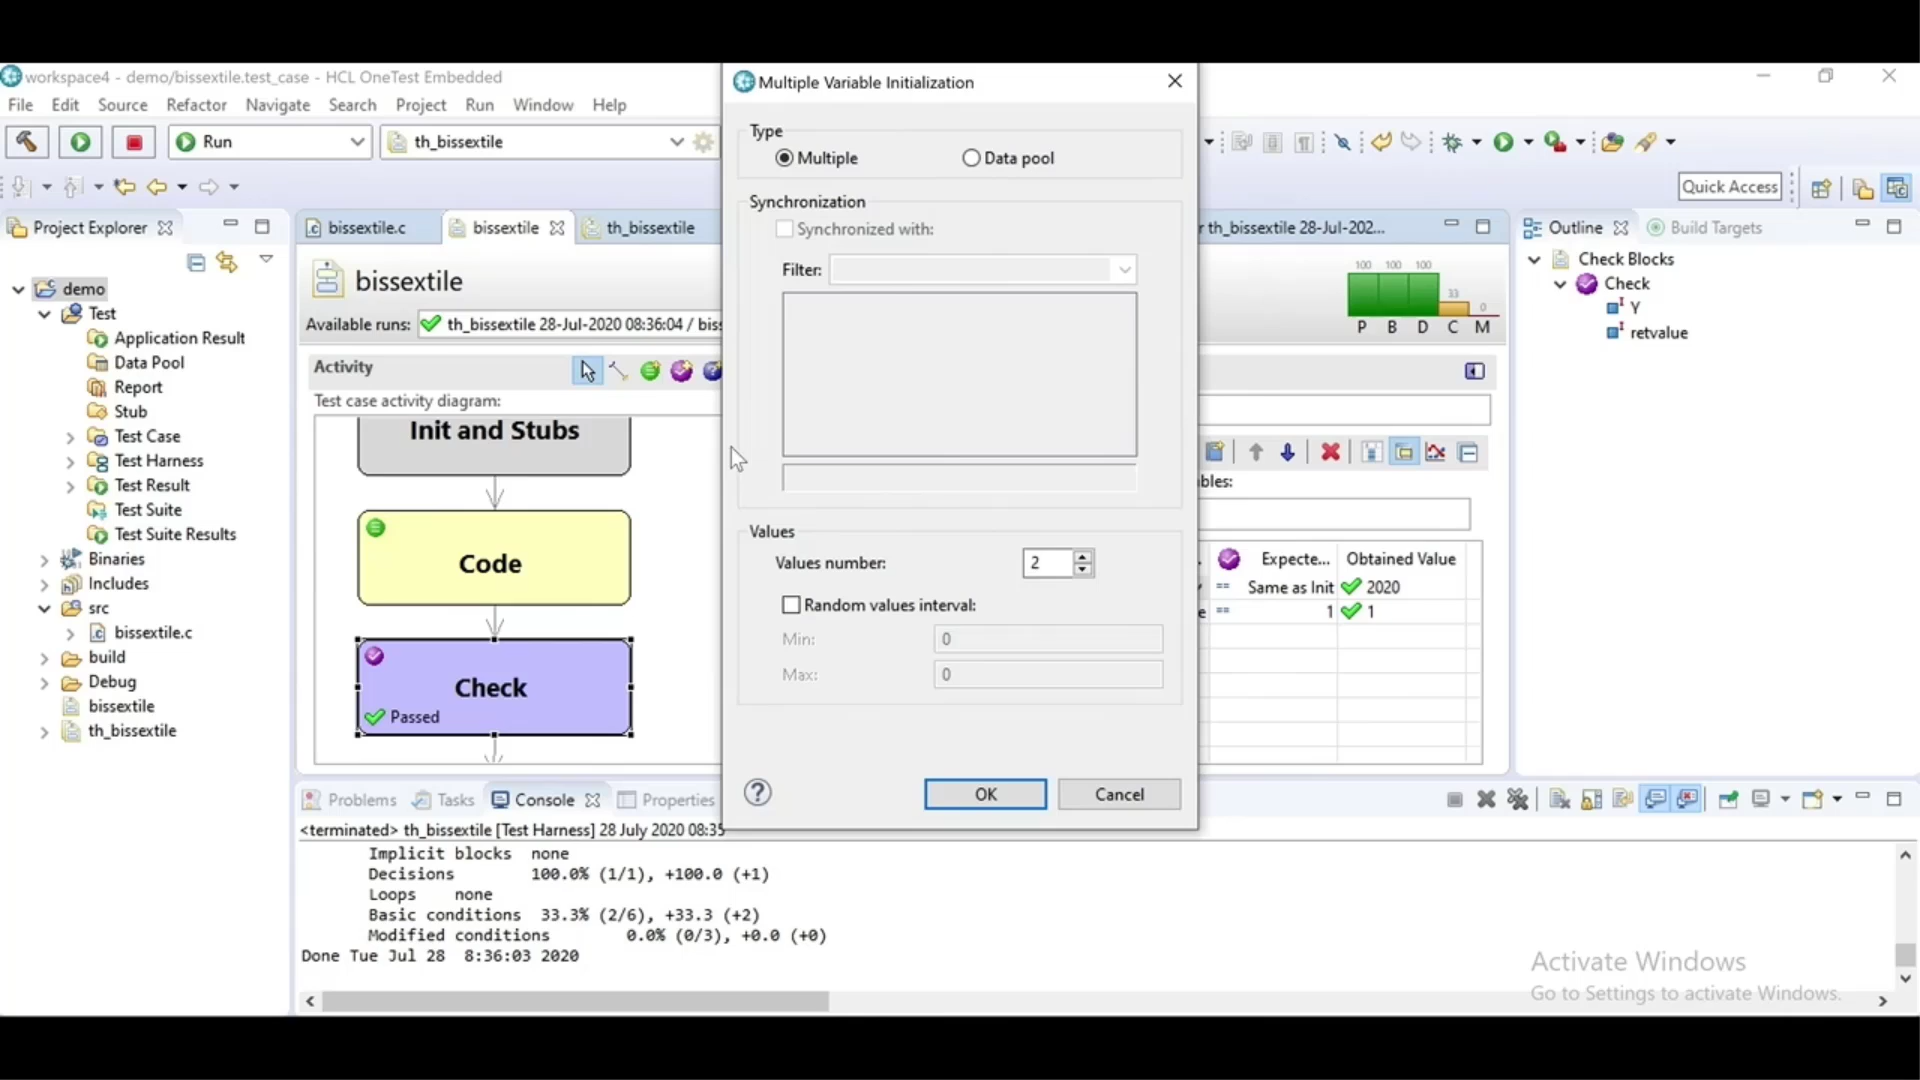 workspace4 - demo/bissextile.test_case - HCL OneTest Embedded
File Edit Source Refactor Navigate Search Project Run Window Help
Run
th_bissextile
Quick Access
Project Explorer
demo
Test
Application Result
Data Pool
Report
Stub
Test Case
Test Harness
Test Result
Test Suite
Test Suite Results
Binaries
Includes
src
bissextile.c
build
Debug
bissextile
th_bissextile
bissextile.c
bissextile
th_bissextile
r th_bissextile 28-Jul-202...
bissextile
Available runs:
th_bissextile 28-Jul-2020 08:36:04 / biss
100 100 100 33 0
P B D C M
Activity
Test case activity diagram:
Init and Stubs
Code
Check
Passed
Multiple Variable Initialization
Type
Multiple
Data pool
Synchronization
Synchronized with:
Filter:
Values
Values number:
2
Random values interval:
Min:
0
Max:
0
?
OK
Cancel
bles:
Expecte... Obtained Value
== Same as Init 2020
e == 1 1
Outline
Build Targets
Check Blocks
Check
Y
retvalue
Problems
Tasks
Console
Properties
<terminated> th_bissextile [Test Harness] 28 July 2020 08:35
Implicit blocks none
Decisions 100.0% (1/1), +100.0 (+1)
Loops none
Basic conditions 33.3% (2/6), +33.3 (+2)
Modified conditions 0.0% (0/3), +0.0 (+0)
Done Tue Jul 28 8:36:03 2020
Activate Windows
Go to Settings to activate Windows.